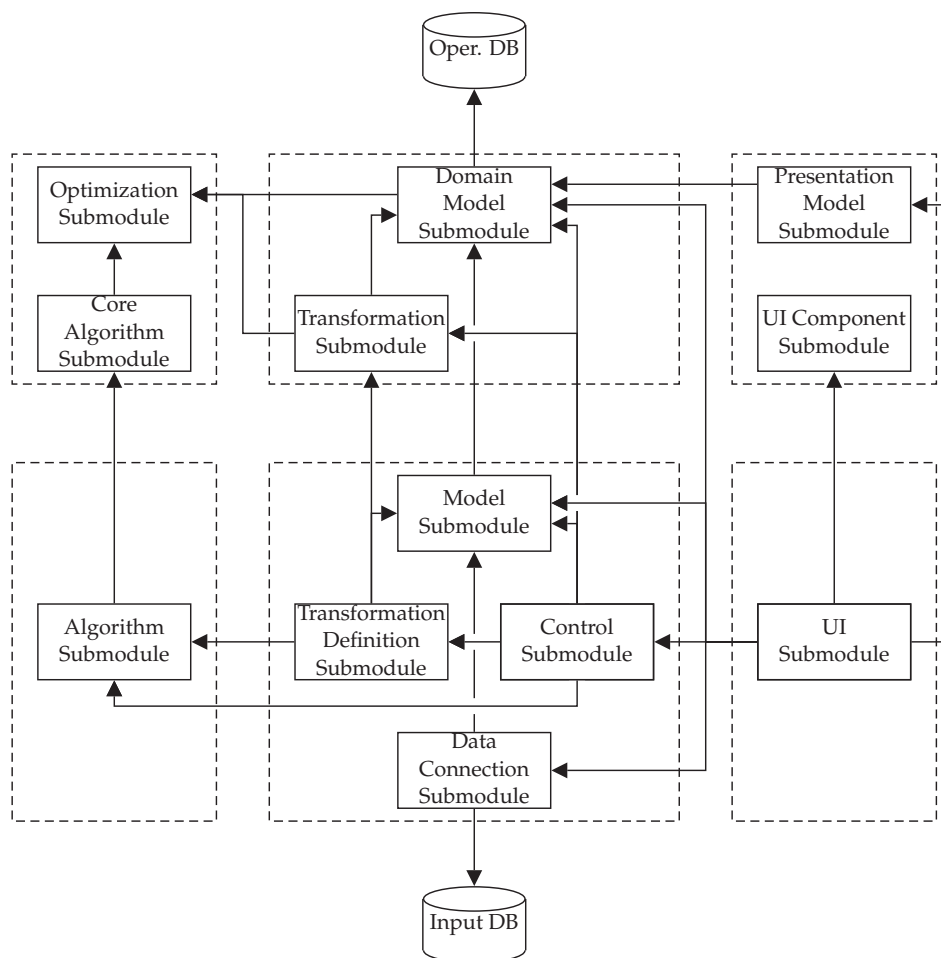 Oper. DB
Optimization
Submodule
Domain
Model
Submodule
Presentation
Model
Submodule
Core
Algorithm
Submodule
Transformation
Submodule
UI Component
Submodule
Model
Submodule
Algorithm
Submodule
Transformation
Definition
Submodule
Control
Submodule
UI
Submodule
Data
Connection
Submodule
Input DB